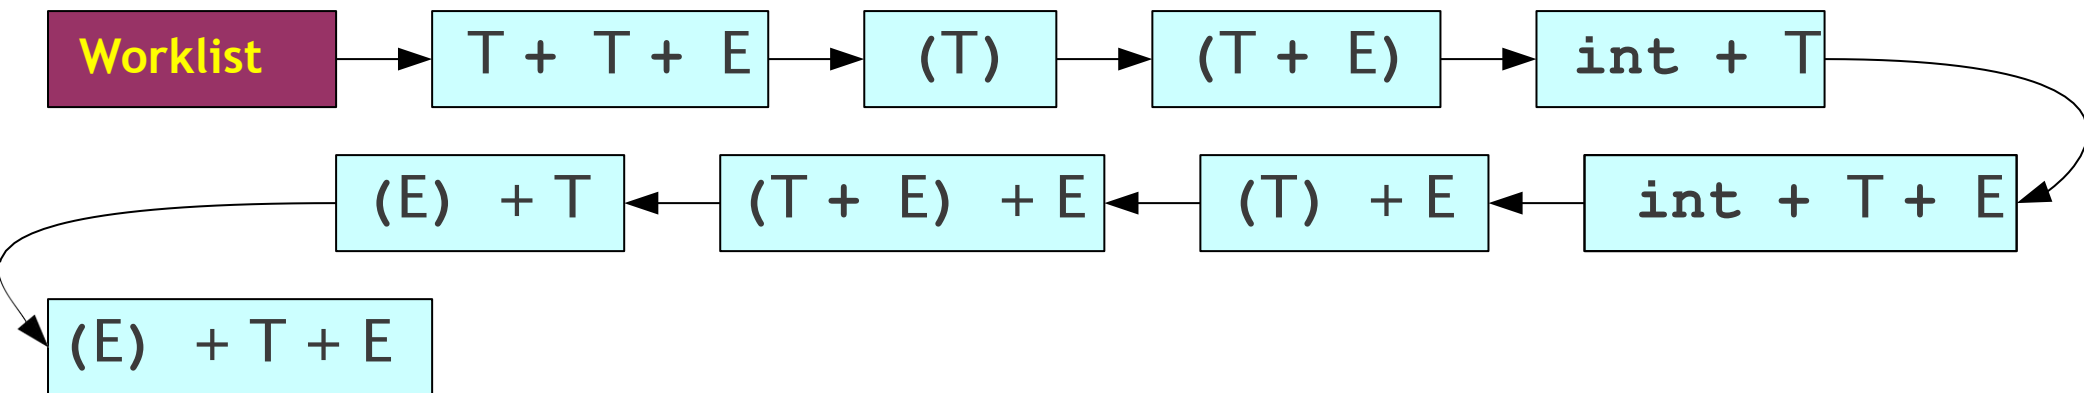 Worklist
T + T + E
(T)
(T + E)
int + T
int + T + E
(T) + E
(T + E) + E
(E) + T
(E) + T + E